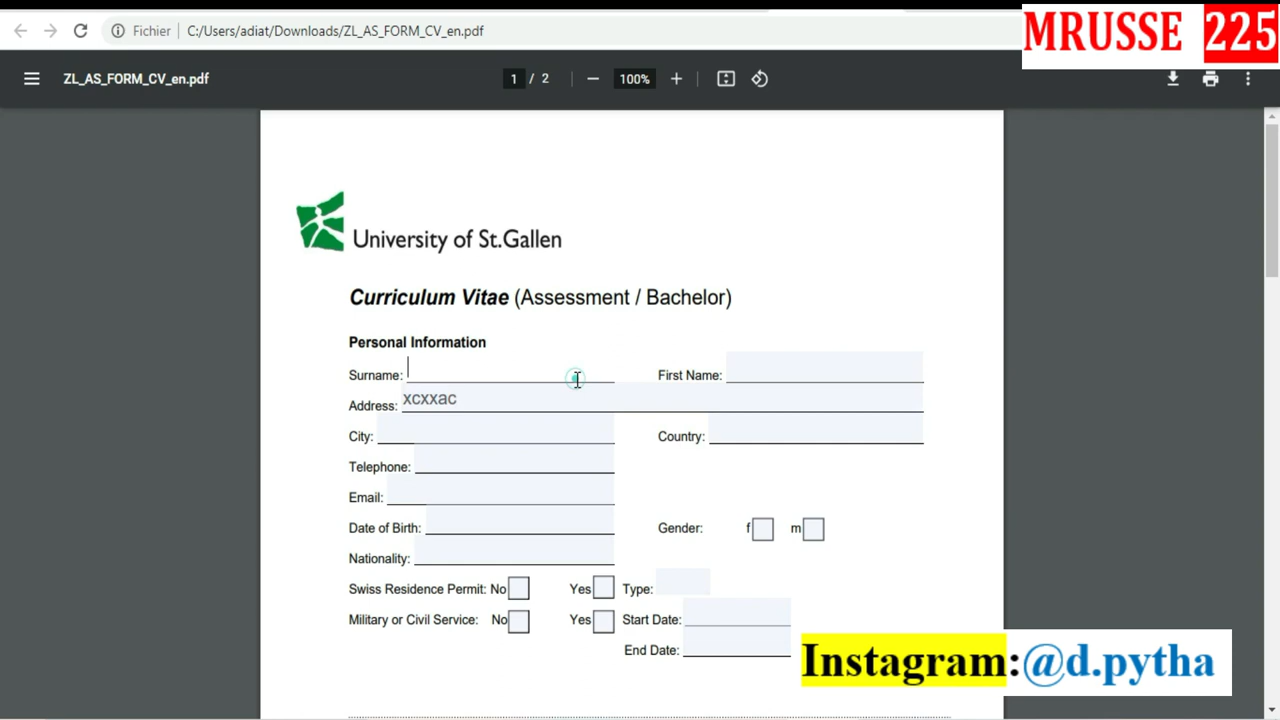 Fichier C:/Users/adiat/Downloads/ZL_AS_FORM_CV_en.pdf
MRUSSE 225
ZL_AS_FORM_CV_en.pdf 1 / 2 100%
University of St.Gallen
Curriculum Vitae (Assessment / Bachelor)
Personal Information
Surname: First Name:
Address: xcxxac
City: Country:
Telephone:
Email:
Date of Birth: Gender: f m
Nationality:
Swiss Residence Permit: No Yes Type:
Military or Civil Service: No Yes Start Date:
End Date:
Instagram:@d.pytha